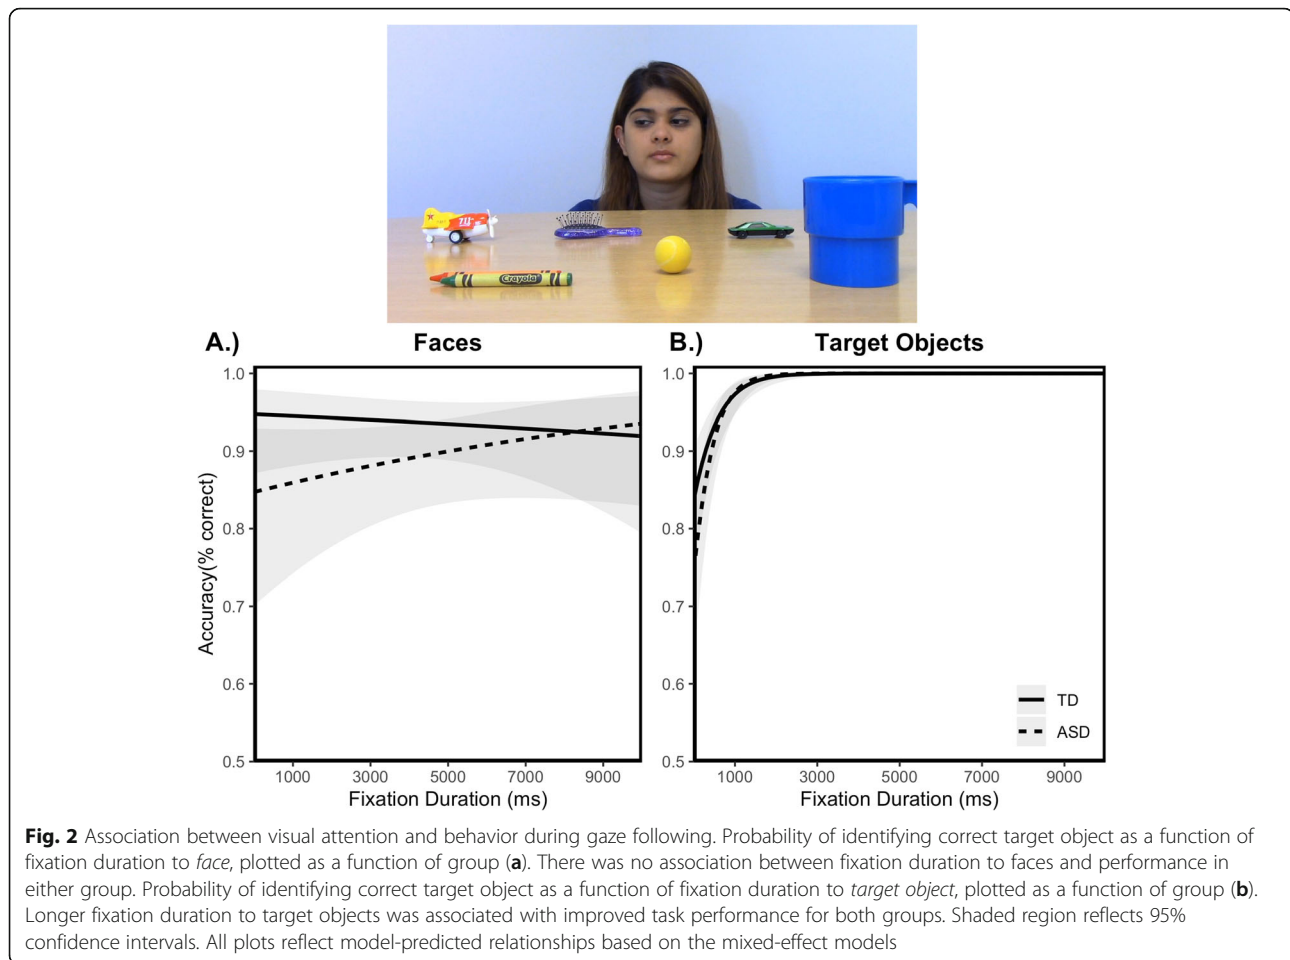 Crayola
A.) Faces
B.) Target Objects
Accuracy(% correct)
1.0
0.9
0.8
0.7
0.6
0.5
1000 3000 5000 7000 9000
Fixation Duration (ms)
1.0
0.9
0.8
0.7
0.6
0.5
TD
ASD
1000 3000 5000 7000 9000
Fixation Duration (ms)
Fig. 2 Association between visual attention and behavior during gaze following. Probability of identifying correct target object as a function of
fixation duration to face, plotted as a function of group (a). There was no association between fixation duration to faces and performance in
either group. Probability of identifying correct target object as a function of fixation duration to target object, plotted as a function of group (b).
Longer fixation duration to target objects was associated with improved task performance for both groups. Shaded region reflects 95%
confidence intervals. All plots reflect model-predicted relationships based on the mixed-effect models